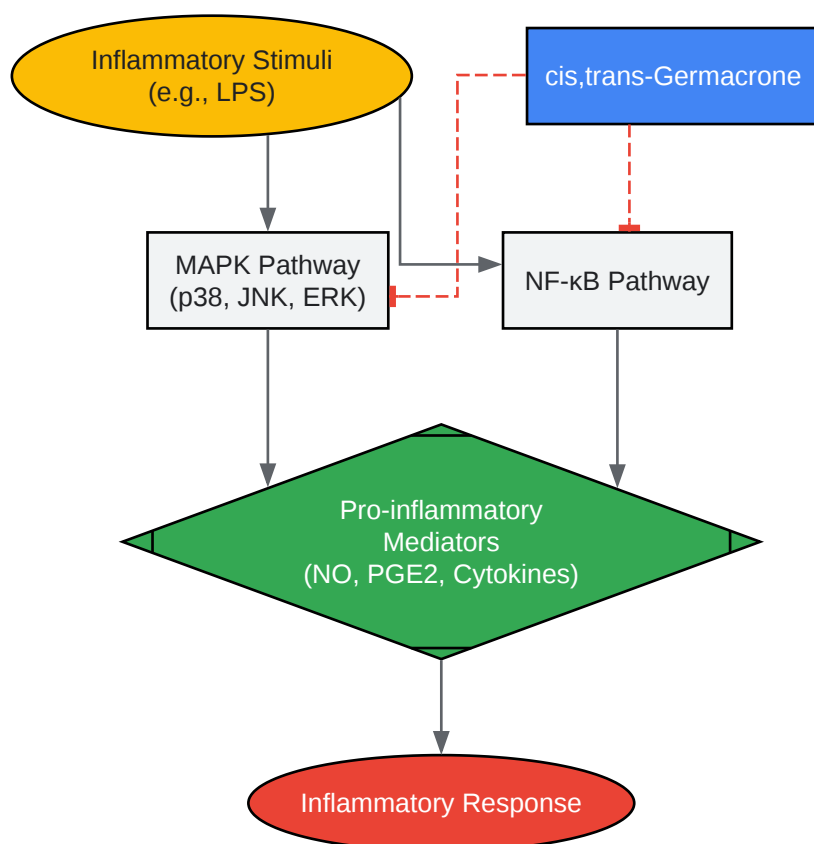 Inflammatory Stimuli
(e.g., LPS)
cis,trans-Germacrone
MAPK Pathway
(p38, JNK, ERK)
NF-κB Pathway
Pro-inflammatory
Mediators
(NO, PGE2, Cytokines)
Inflammatory Response